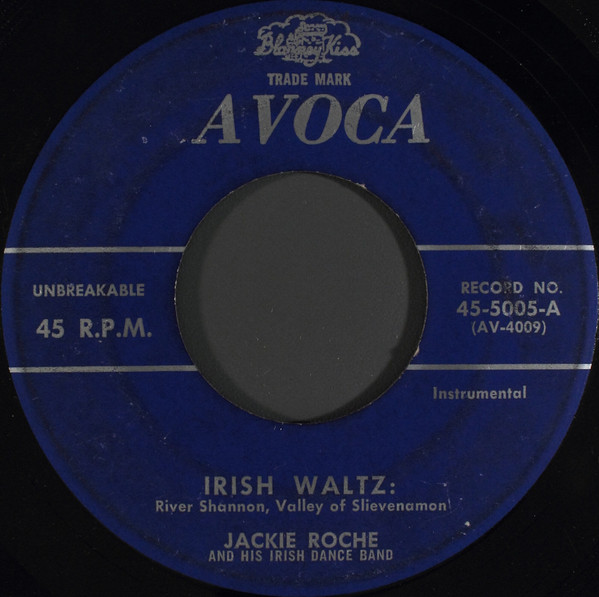 Blarney Kiss
TRADE MARK
AVOCA
UNBREAKABLE
45 R.P.M.
RECORD NO.
45-5005-A
(AV-4009)
Instrumental
IRISH WALTZ:
River Shannon, Valley of Slievenamon
JACKIE ROCHE
AND HIS IRISH DANCE BAND